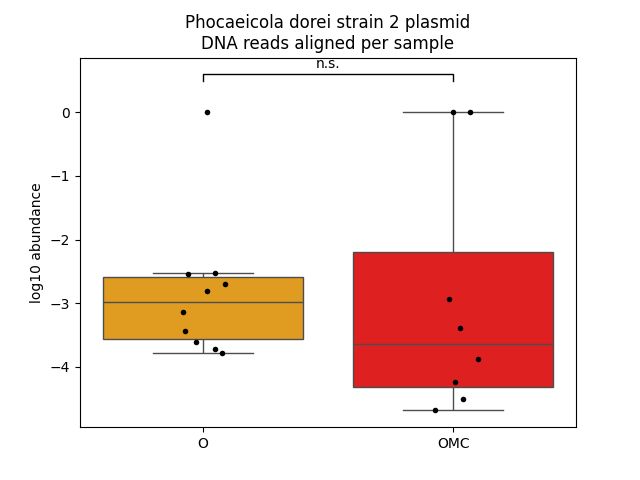 Phocaeicola dorei strain 2 plasmid
DNA reads aligned per sample
n.s.
0
−1
−2
−3
−4
log10 abundance
O
OMC